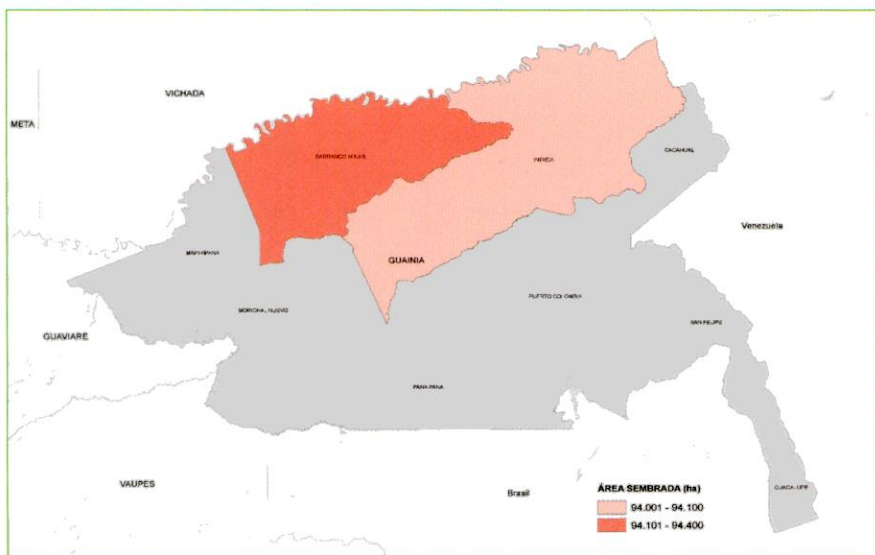 VICHADA
META
BARRANCO MINAS
INIRIDA
CACAHUAL
Venezuela
MAPIRIPANA
GUAINIA
MORICHAL NUEVO
PUERTO COLOMBIA
SAN FELIPE
GUAVIARE
PANA PANA
VAUPES
Brasil
ÁREA SEMBRADA (ha)
94.001 - 94.100
94.101 - 94.400